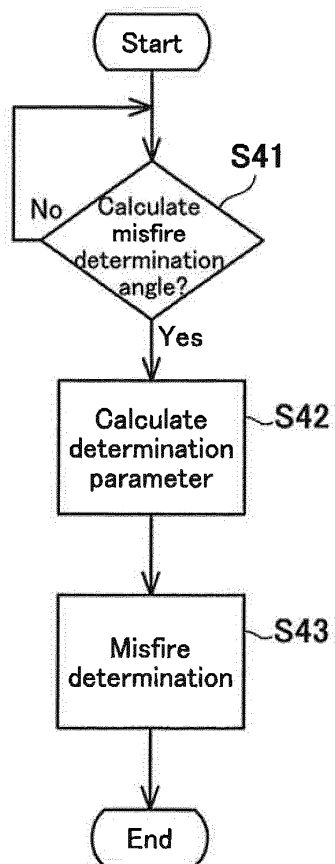 Start
S41
No
Calculate
misfire
determination
angle?
Yes
Calculate
determination
parameter
S42
Misfire
determination
S43
End